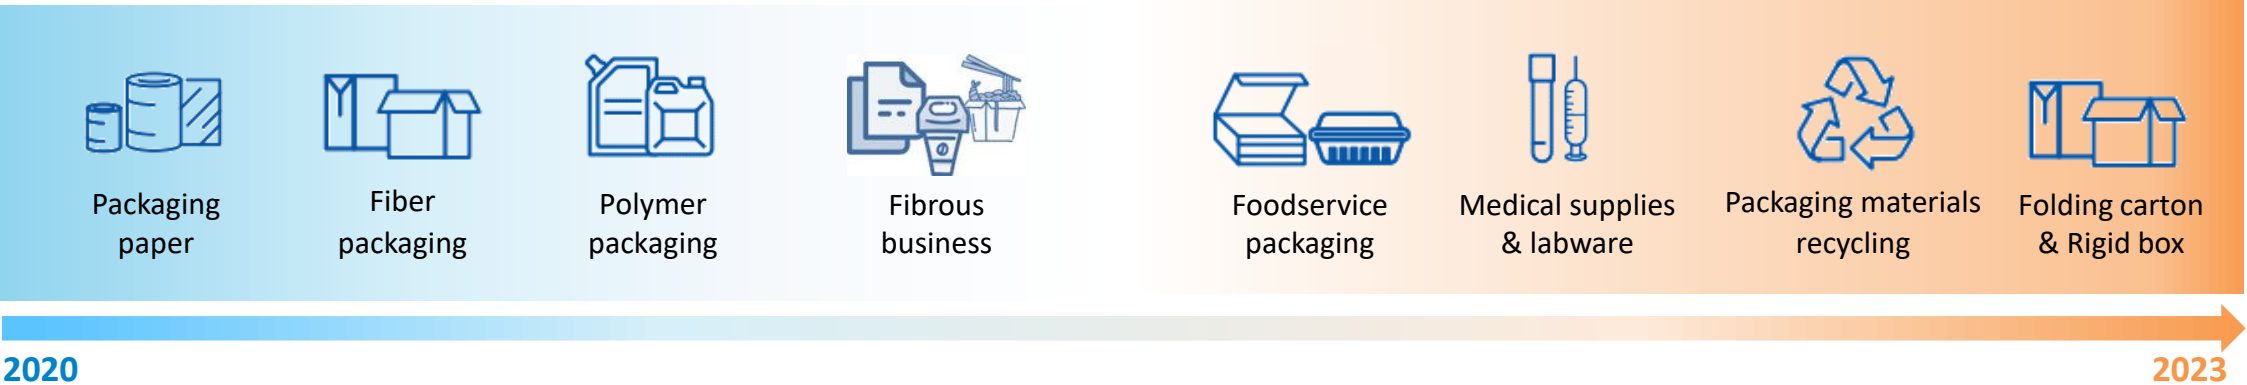 Packaging
paper
Fiber
packaging
Polymer
packaging
Fibrous
business
Foodservice
packaging
Medical supplies
& labware
Packaging materials
recycling
Folding carton
& Rigid box
2020
2023